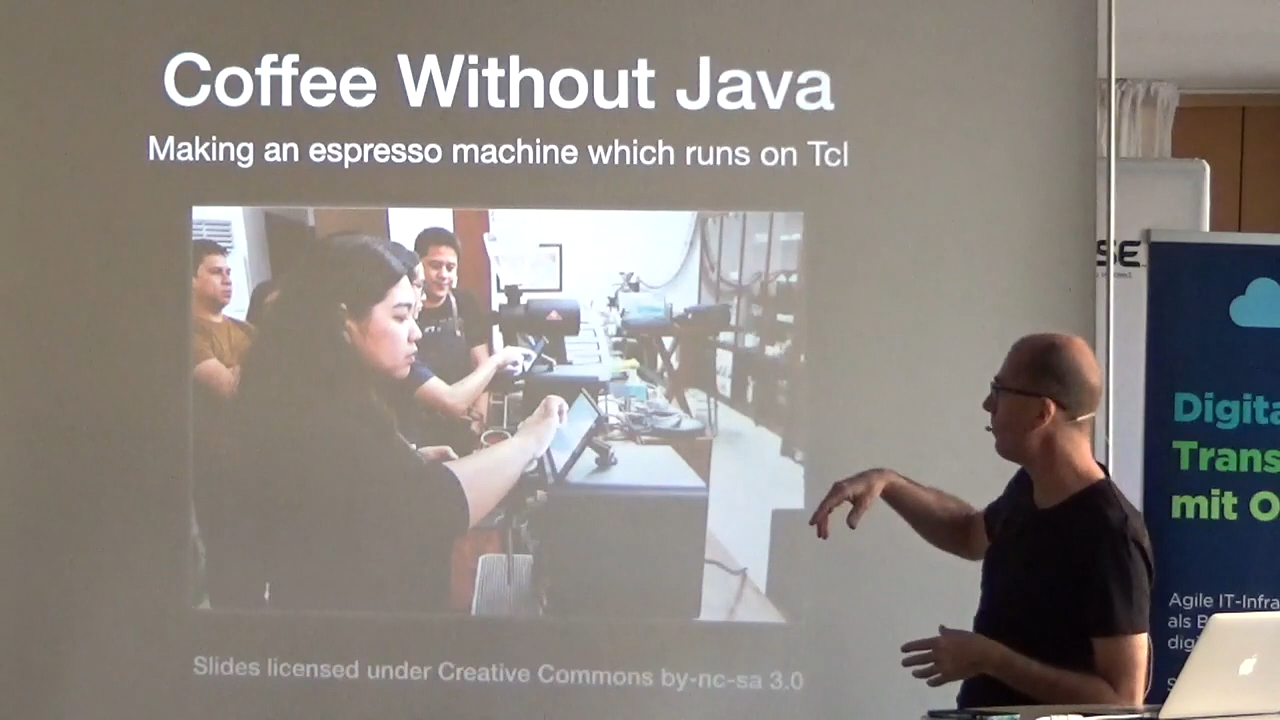 Coffee Without Java
Making an espresso machine which runs on Tcl
Slides licensed under Creative Commons by-nc-sa 3.0
SE
Digita
Trans
mit O
Agile IT-Infra
als B
digi